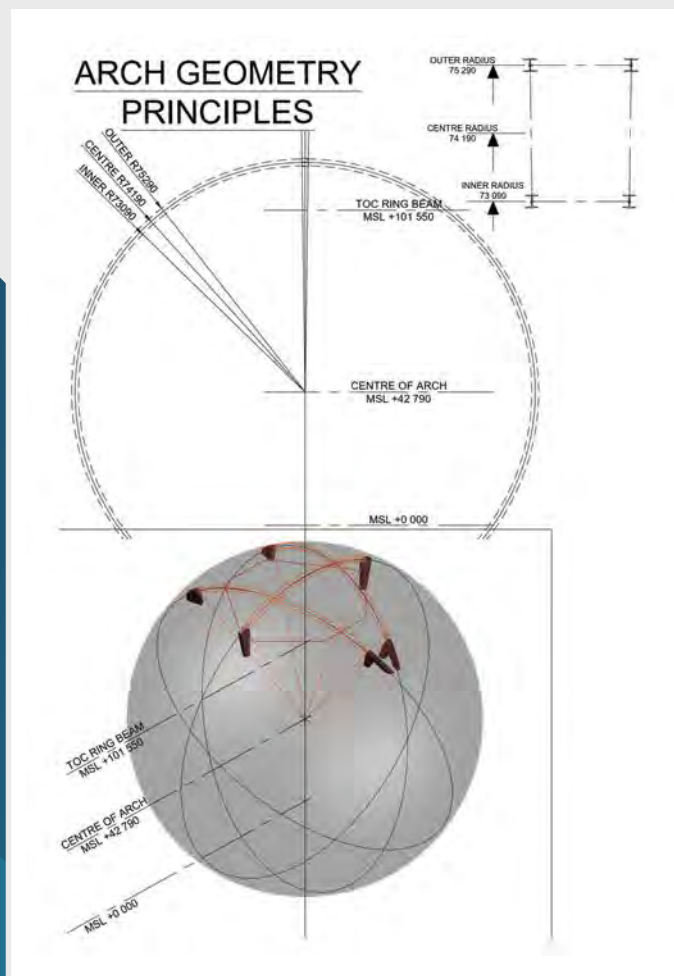 ARCH GEOMETRY
PRINCIPLES
OUTER RADIUS
75 290
CENTRE RADIUS
74 190
INNER RADIUS
73 090
OUTER R75290
CENTRE R74190
INNER R73090
TOC RING BEAM
MSL +101 550
CENTRE OF ARCH
MSL +42 790
MSL +0 000
TOC RING BEAM
MSL +101 550
CENTRE OF ARCH
MSL +42 790
MSL +0 000